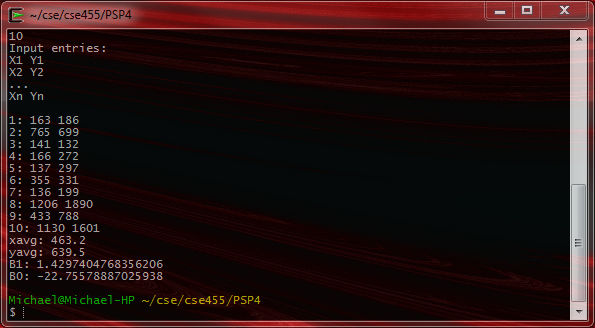 ~/cse/cse455/PSP4
10
Input entries:
X1 Y1
X2 Y2
...
Xn Yn
1: 163 186
2: 765 699
3: 141 132
4: 166 272
5: 137 297
6: 355 331
7: 136 199
8: 1206 1890
9: 433 788
10: 1130 1601
xavg: 463.2
yavg: 639.5
B1: 1.4297404768356206
B0: -22.75578887025938
Michael@Michael-HP ~/cse/cse455/PSP4
$